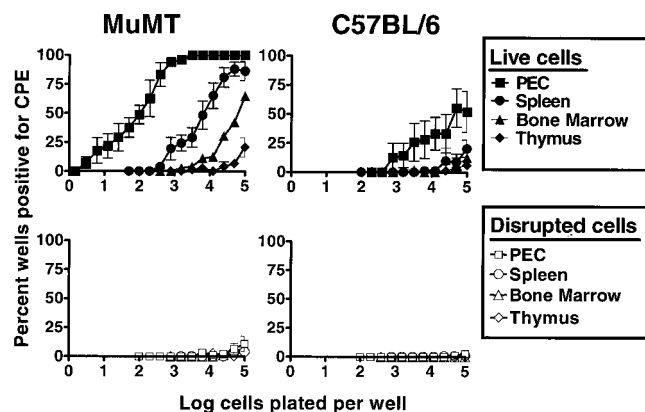 MuMT
C57BL/6
Percent wells positive for CPE
100
75
50
25
0
0 1 2 3 4 5
100
75
50
25
0
0 1 2 3 4 5
Live cells
PEC
Spleen
Bone Marrow
Thymus
100
75
50
25
0
0 1 2 3 4 5
100
75
50
25
0
0 1 2 3 4 5
Disrupted cells
PEC
Spleen
Bone Marrow
Thymus
Log cells plated per well